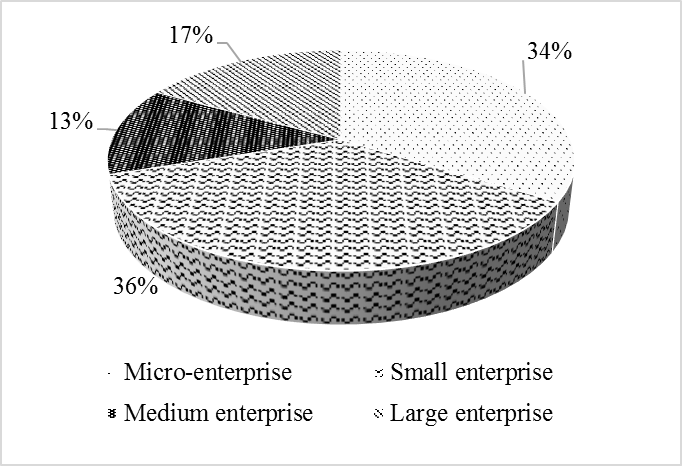 17%
34%
13%
36%
Micro-enterprise
Small enterprise
Medium enterprise
Large enterprise